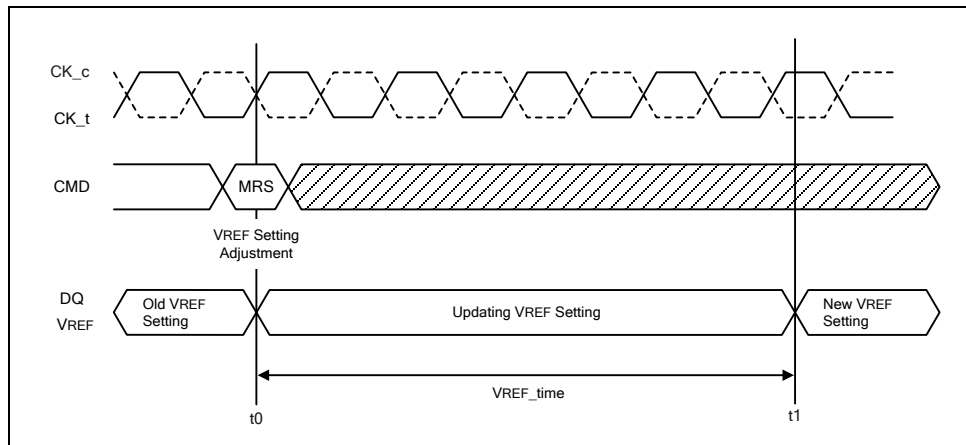 CK_c
CK_t
CMD
MRS
VREF Setting
Adjustment
DQ
VREF
Old VREF
Setting
Updating VREF Setting
New VREF
Setting
VREF_time
t0
t1